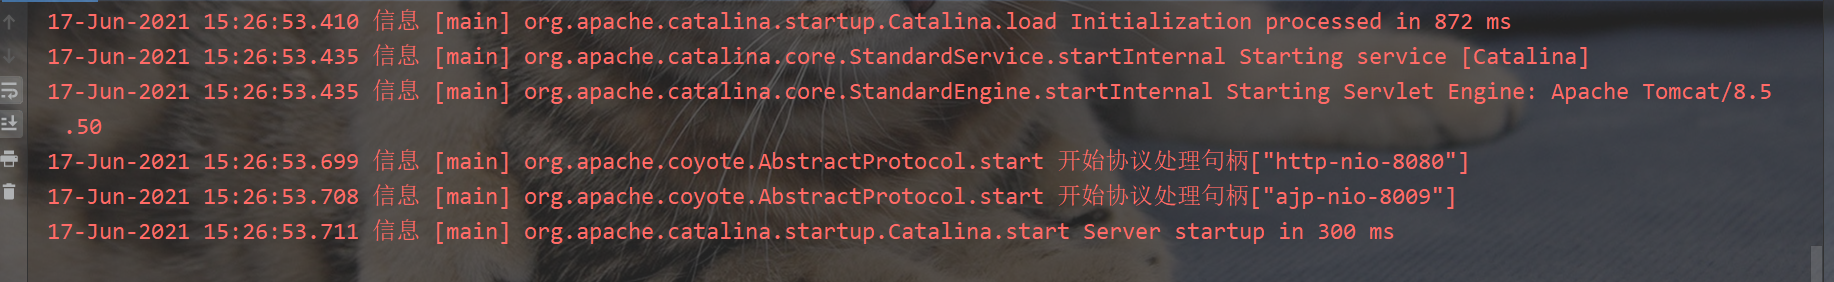 17-Jun-2021 15:26:53.410 信息 [main] org.apache.catalina.startup.Catalina.load Initialization processed in 872 ms
17-Jun-2021 15:26:53.435 信息 [main] org.apache.catalina.core.StandardService.startInternal Starting service [Catalina]
17-Jun-2021 15:26:53.435 信息 [main] org.apache.catalina.core.StandardEngine.startInternal Starting Servlet Engine: Apache Tomcat/8.5
.50
17-Jun-2021 15:26:53.699 信息 [main] org.apache.coyote.AbstractProtocol.start 开始协议处理句柄["http-nio-8080"]
17-Jun-2021 15:26:53.708 信息 [main] org.apache.coyote.AbstractProtocol.start 开始协议处理句柄["ajp-nio-8009"]
17-Jun-2021 15:26:53.711 信息 [main] org.apache.catalina.startup.Catalina.start Server startup in 300 ms